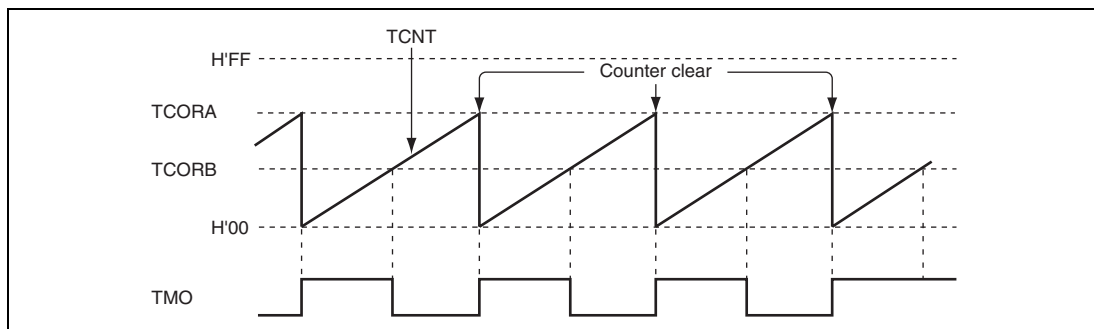 TCNT
H'FF
Counter clear
TCORA
TCORB
H'00
TMO